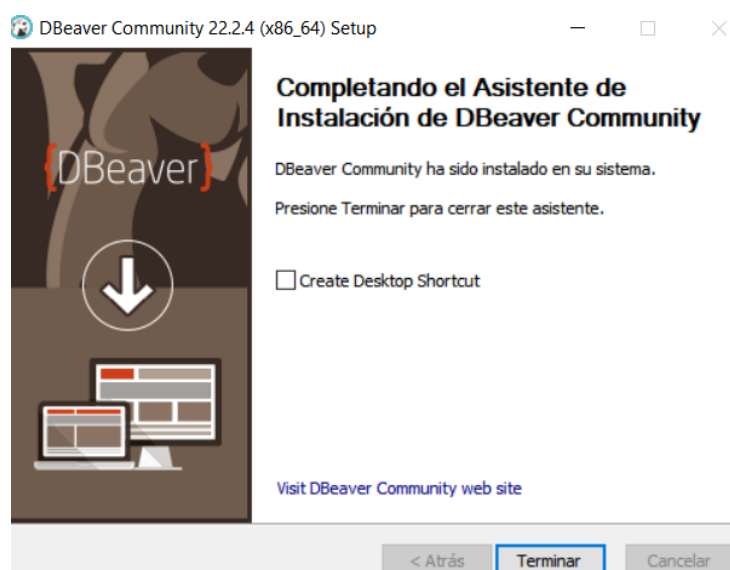 DBeaver Community 22.2.4 (x86_64) Setup
{DBeaver}
Completando el Asistente de
Instalación de DBeaver Community
DBeaver Community ha sido instalado en su sistema.
Presione Terminar para cerrar este asistente.
Create Desktop Shortcut
Visit DBeaver Community web site
< Atrás
Terminar
Cancelar